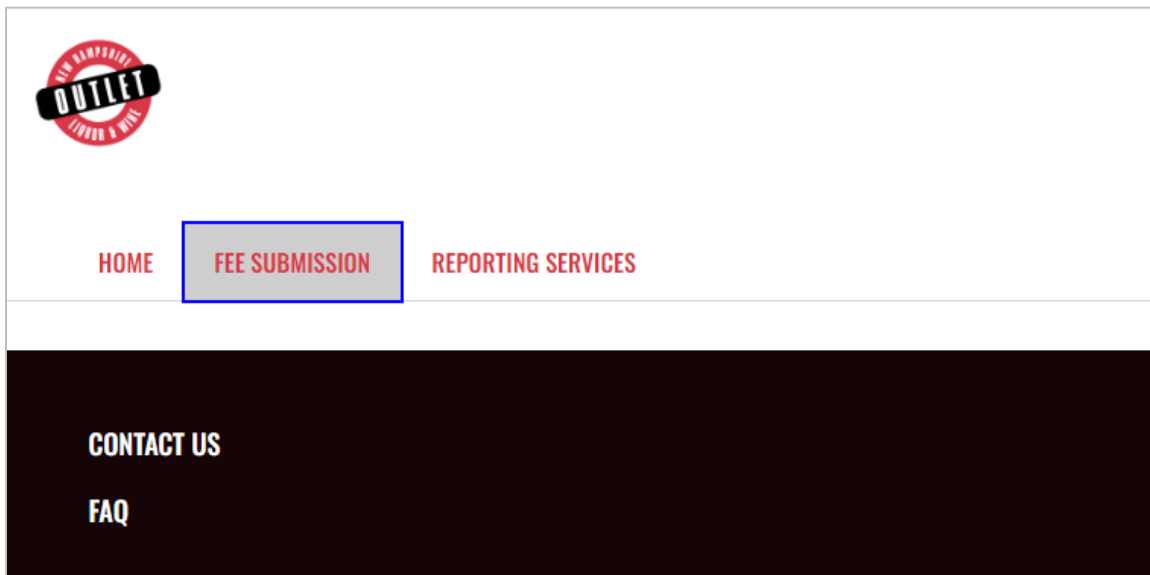 NEW HAMPSHIRE
OUTLET
LIQUOR & WINE
HOME FEE SUBMISSION REPORTING SERVICES
CONTACT US
FAQ